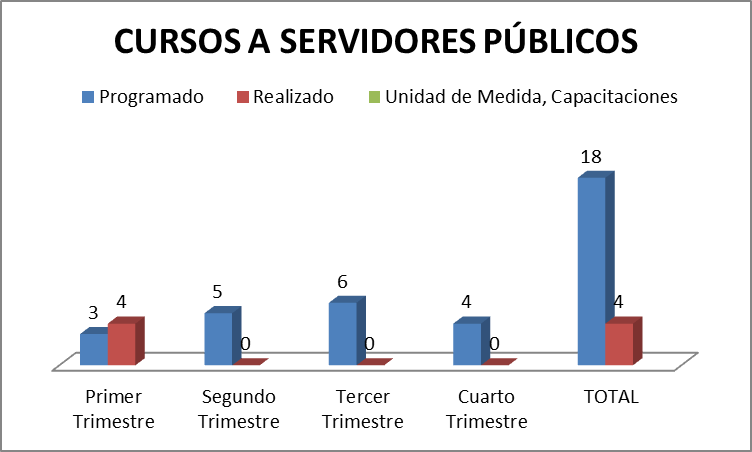 CURSOS A SERVIDORES PÚBLICOS
Programado Realizado Unidad de Medida, Capacitaciones
18
3 4 5 0 6 0 4 0 4
Primer Trimestre
Segundo Trimestre
Tercer Trimestre
Cuarto Trimestre
TOTAL